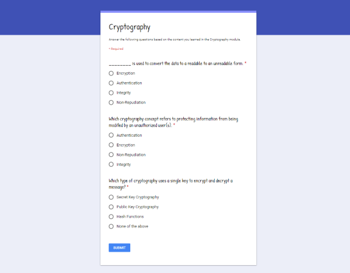 Cryptography
Answer the following questions based on the content you learned in the Cryptography module.
* Required
________ is used to convert the data to a readable to an unreadable form. *
Encryption
Authentication
Integrity
Non-Repudiation
Which cryptography concept refers to protecting information from being
modified by an unauthorized user(s). *
Authentication
Encryption
Non-Repudiation
Integrity
Which type of cryptography uses a single key to encrypt and decrypt a
message? *
Secret Key Cryptography
Public Key Cryptography
Hash Functions
None of the above
SUBMIT